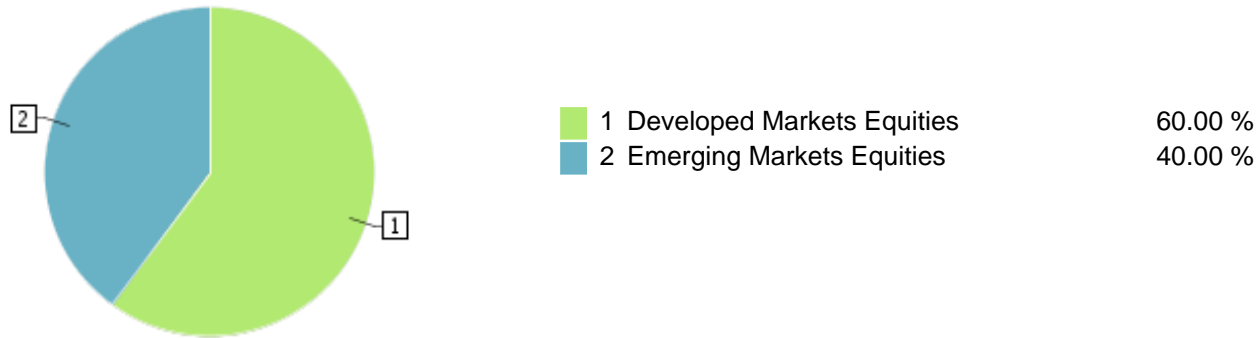 2
1
1 Developed Markets Equities 60.00 %
2 Emerging Markets Equities 40.00 %